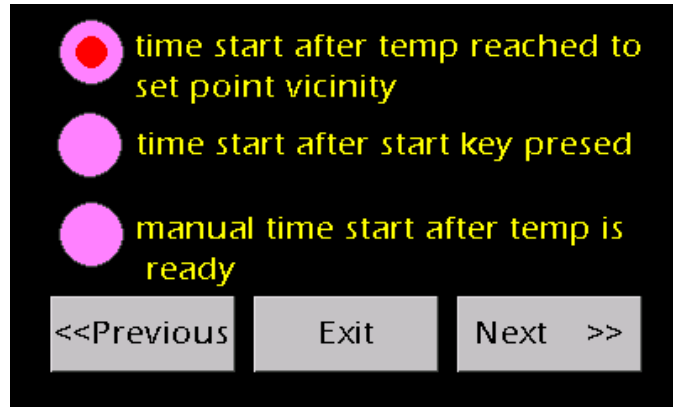 time start after temp reached to
set point vicinity
time start after start key presed
manual time start after temp is
ready
<<Previous Exit Next >>